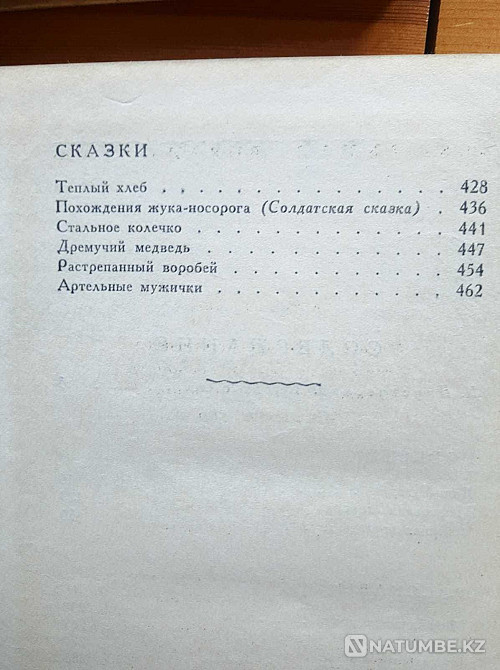 СКАЗКИ
Теплый хлеб . . . . . . . . . . . . . . . 428
Похождения жука-носорога (Солдатская сказка) . 436
Стальное колечко . . . . . . . . . . . . 441
Дремучий медведь . . . . . . . . . . . . 447
Растрепанный воробей . . . . . . . . . . . 454
Артельные мужички . . . . . . . . . . . . 462
NATUMBE.KZ